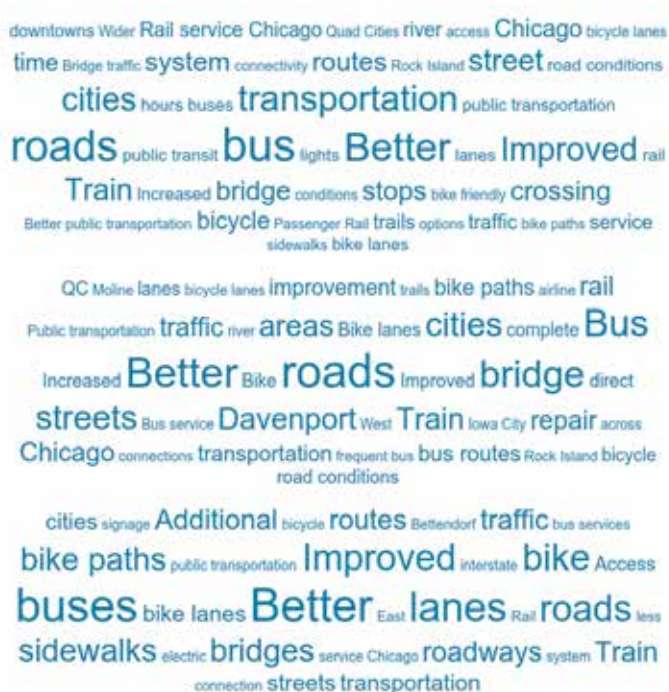 downtowns Wider Rail service Chicago Quad Cities river access Chicago bicycle lanes
time Bridge traffic system connectivity routes Rock Island street road conditions
cities hours buses transportation public transportation
roads public transit bus lights Better lanes Improved rail
Train Increased bridge conditions stops bike friendly crossing
Better public transportation bicycle Passenger Rail trails options traffic bike paths service
sidewalks bike lanes
QC Moline lanes bicycle lanes improvement trails bike paths airline rail
Public transportation traffic river areas Bike lanes cities complete Bus
Increased Better Bike roads Improved bridge direct
streets Bus service Davenport West Train Iowa City repair across
Chicago connections transportation frequent bus bus routes Rock Island bicycle
road conditions
cities signage Additional bicycle routes Bettendorf traffic bus services
bike paths public transportation Improved interstate bike Access
buses bike lanes Better East lanes Rail roads less
sidewalks electric bridges service Chicago roadways system Train
connection streets transportation